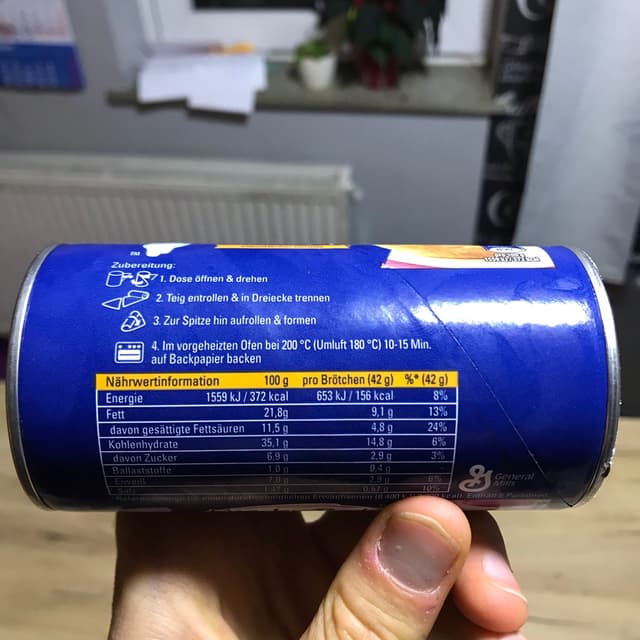 TM
Zubereitung:
1. Dose öffnen & drehen
2. Teig entrollen & in Dreiecke trennen
3. Zur Spitze hin aufrollen & formen
4. Im vorgeheizten Ofen bei 200 °C (Umluft 180 °C) 10-15 Min.
auf Backpapier backen
Nährwertinformation 100 g pro Brötchen (42 g) %* (42 g)
Energie 1559 kJ / 372 kcal 653 kJ / 156 kcal 8%
Fett 21,8g 9,1 g 13%
davon gesättigte Fettsäuren 11,5 g 4,8 g 24%
Kohlenhydrate 35,1 g 14,8 g 6%
davon Zucker 6,9 g 2,9 g 3%
Ballaststoffe 1,0 g 0,4 g
Eiweiß 7,0 g 2,9 g 6%
Salz 10%
General
Mills